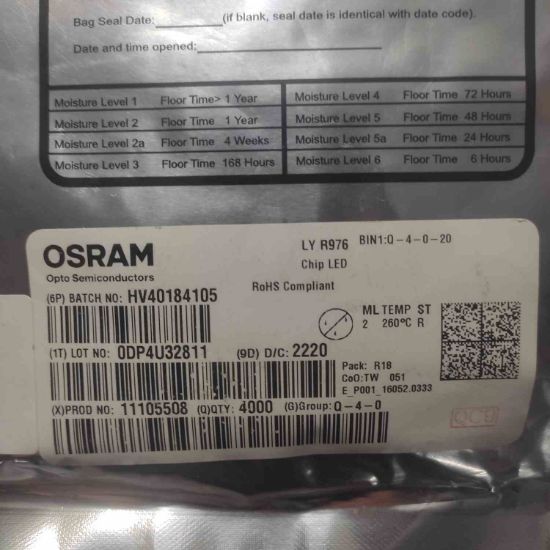 Bag Seal Date: (if blank, seal date is identical with date code).
Date and time opened:
Moisture Level 1 Floor Time> 1 Year Moisture Level 4 Floor Time 72 Hours
Moisture Level 2 Floor Time 1 Year Moisture Level 5 Floor Time 48 Hours
Moisture Level 2a Floor Time 4 Weeks Moisture Level 5a Floor Time 24 Hours
Moisture Level 3 Floor Time 168 Hours Moisture Level 6 Floor Time 6 Hours
OSRAM LY R976 BIN1:Q-4-0-20
Opto Semiconductors Chip LED
RoHS Compliant
(6P) BATCH NO: HV40184105
ML TEMP ST
2 260°C R
(1T) LOT NO: 0DP4U32811 (9D) D/C: 2220
Pack: R18
CoO:TW 051
E_P001_16052.0333
(X)PROD NO: 11105508 (Q)QTY: 4000 (G)Group: Q-4-0
QC9